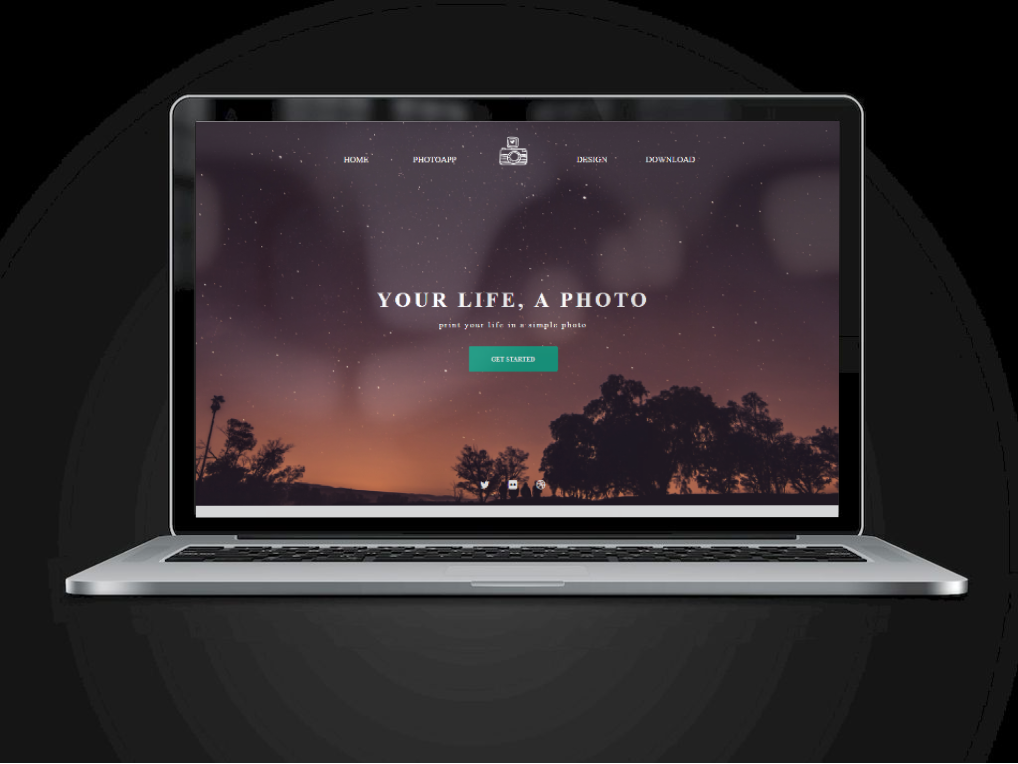 HOME PHOTOAPP DESIGN DOWNLOAD
YOUR LIFE, A PHOTO
print your life in a simple photo
GET STARTED